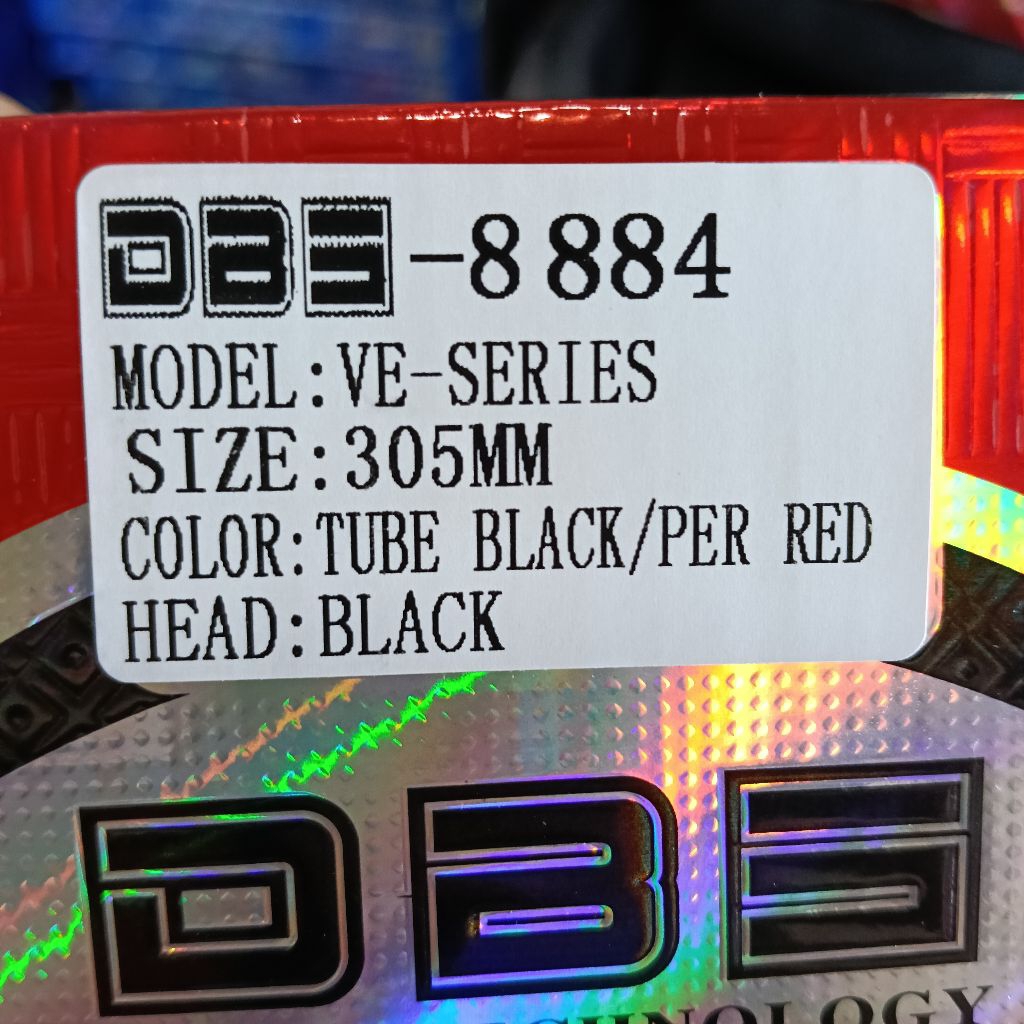 DBS-8884
MODEL:VE-SERIES
SIZE:305MM
COLOR:TUBE BLACK/PER RED
HEAD:BLACK
DBS